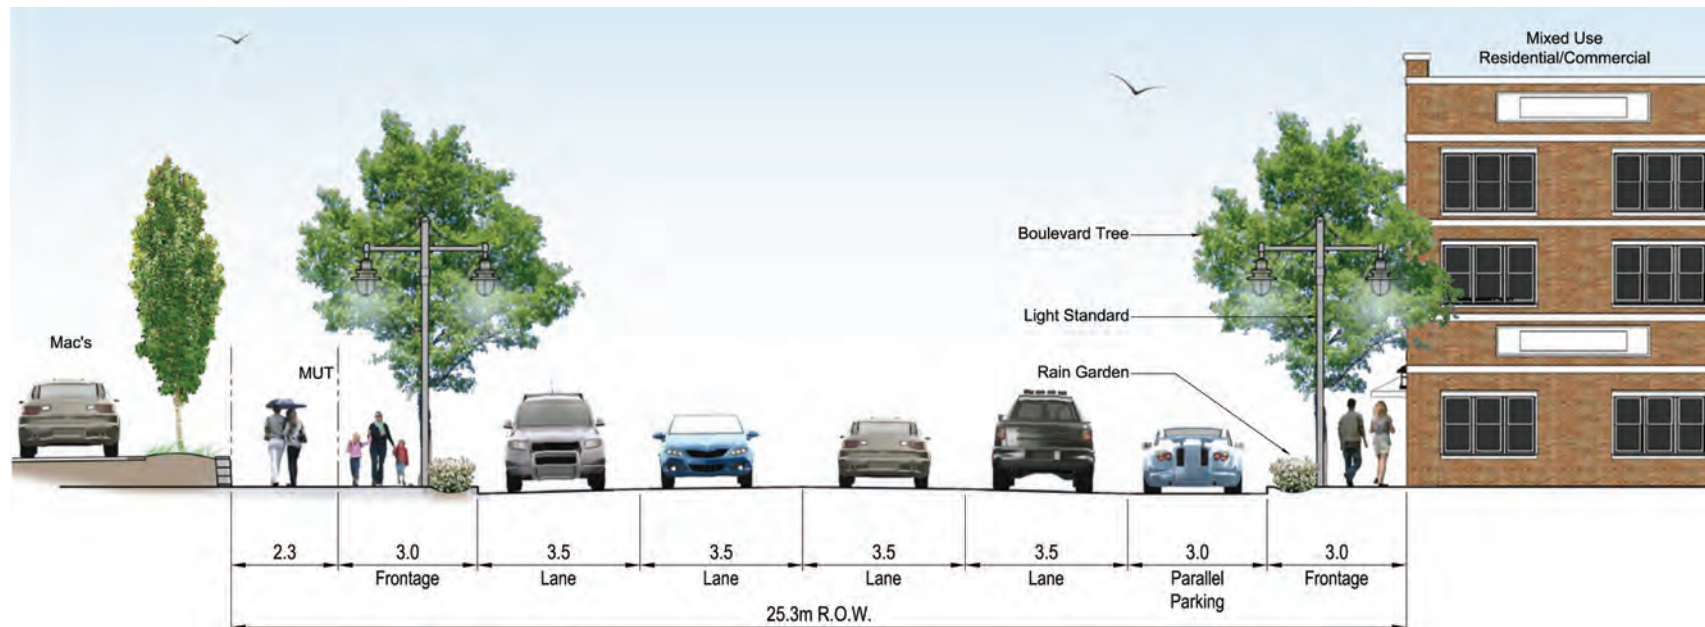 Mixed Use
Residential/Commercial
Boulevard Tree
Light Standard
Mac's
MUT
Rain Garden
2.3
3.0
3.5
3.5
3.5
3.5
3.0
3.0
Frontage
Lane
Lane
Lane
Lane
Parallel
Parking
Frontage
25.3m R.O.W.